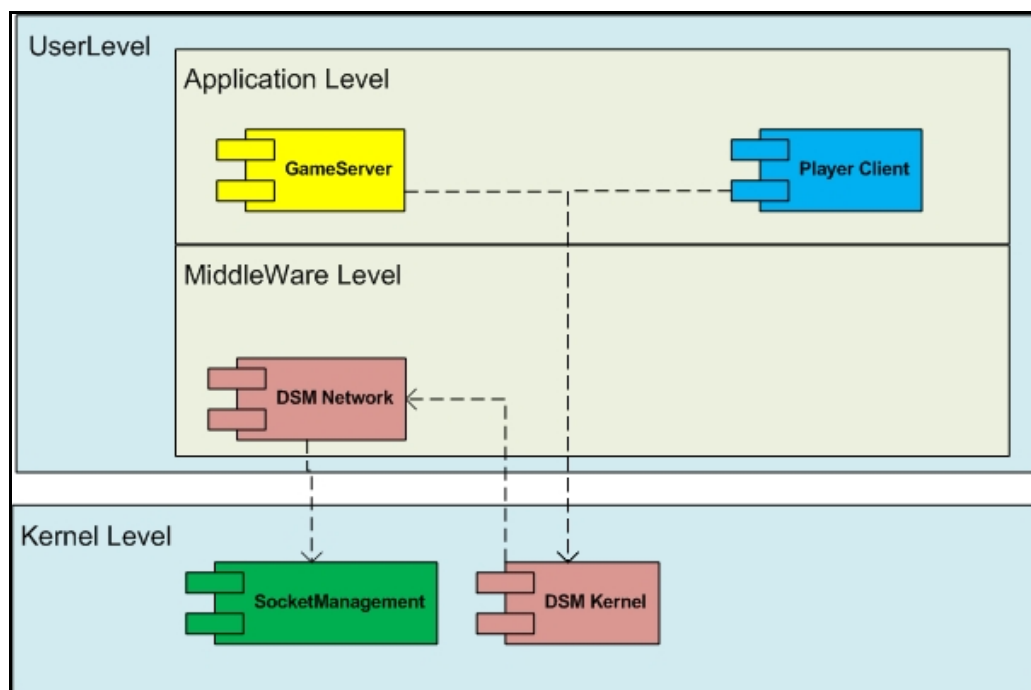 UserLevel
Application Level
GameServer
Player Client
MiddleWare Level
DSM Network
Kernel Level
SocketManagement
DSM Kernel